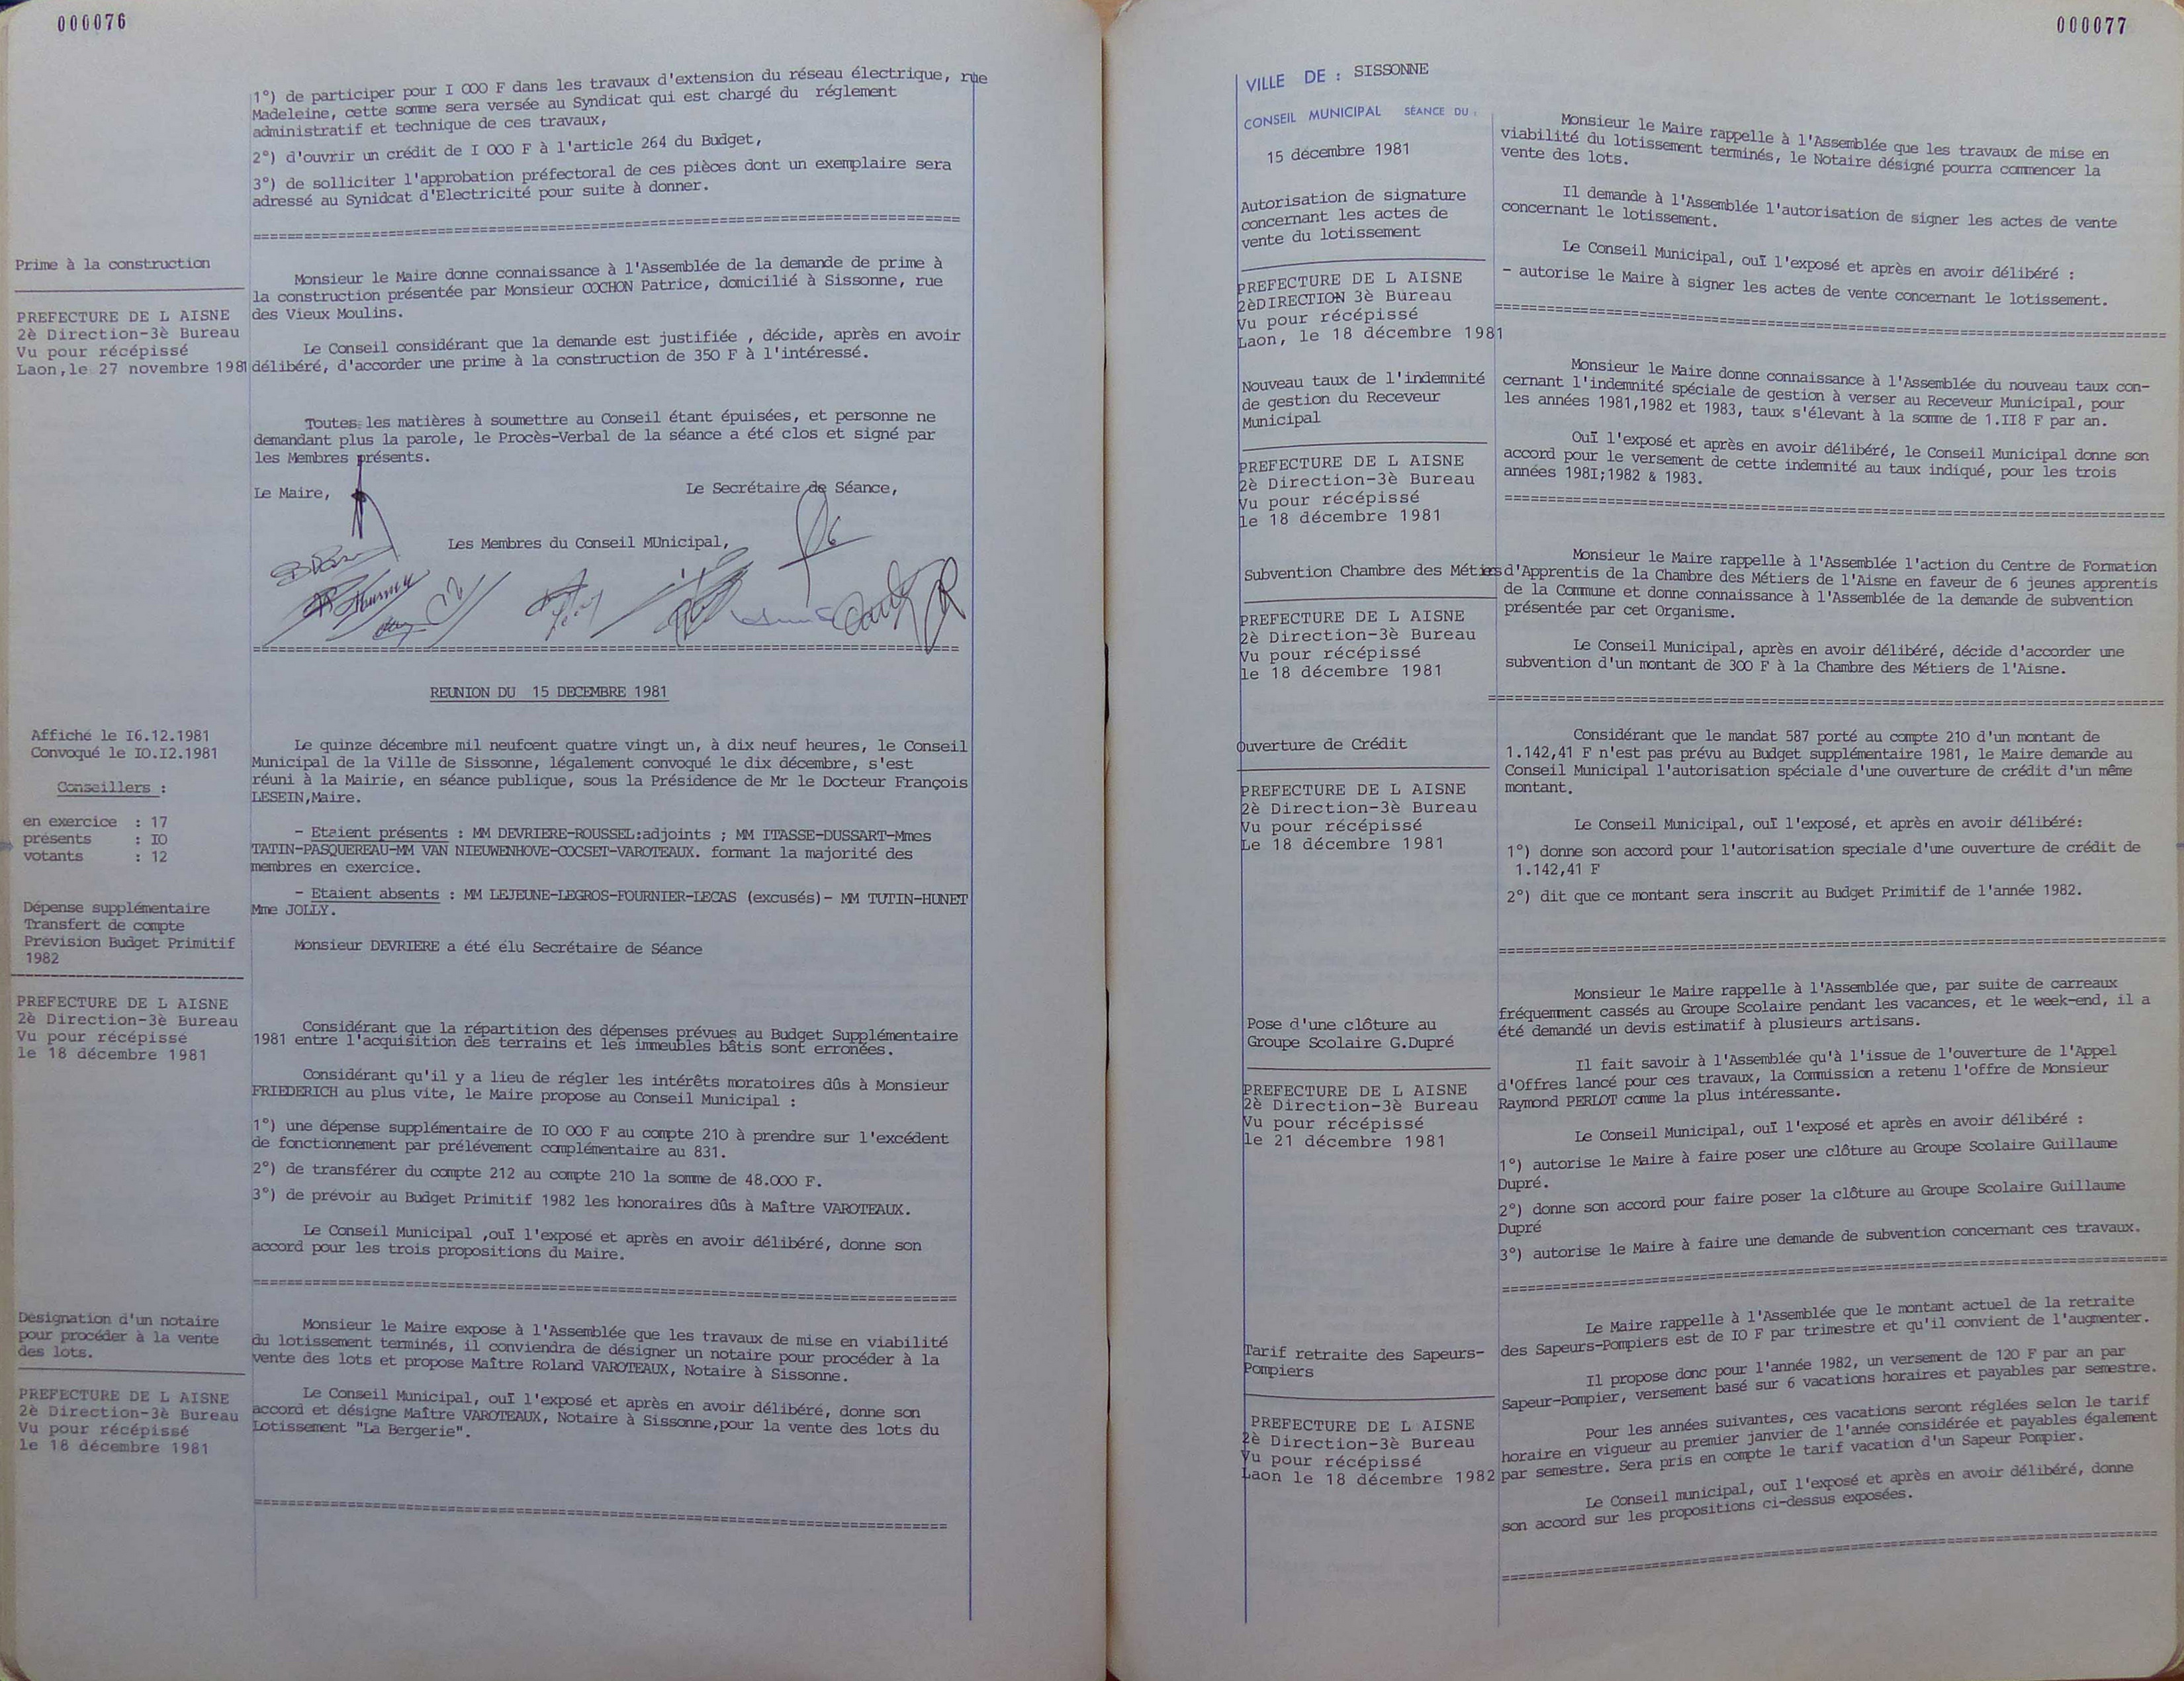 000076
1°) de participer pour I 000 F dans les travaux d'extension du réseau électrique, rue
Madeleine, cette somme sera versée au Syndicat qui est chargé du réglement
administratif et technique de ces travaux,
2°) d'ouvrir un crédit de I 000 F à l'article 264 du Budget,
3°) de solliciter l'approbation préfectoral de ces pièces dont un exemplaire sera
adressé au Synidcat d'Electricité pour suite à donner.
Prime à la construction
PREFECTURE DE L AISNE
2è Direction-3è Bureau
Vu pour récépissé
Laon,le 27 novembre 1981
Monsieur le Maire donne connaissance à l'Assemblée de la demande de prime à
la construction présentée par Monsieur COCHON Patrice, domicilié à Sissonne, rue
des Vieux Moulins.
Le Conseil considérant que la demande est justifiée , décide, après en avoir
délibéré, d'accorder une prime à la construction de 350 F à l'intéressé.
Toutes les matières à soumettre au Conseil étant épuisées, et personne ne
demandant plus la parole, le Procès-Verbal de la séance a été clos et signé par
les Membres présents.
Le Maire,
Le Secrétaire de Séance,
Les Membres du Conseil MUnicipal,
REUNION DU 15 DECEMBRE 1981
Affiché le I6.12.1981
Convoqué le IO.I2.1981
Conseillers :
en exercice : 17
présents : IO
votants : 12
Le quinze décembre mil neufcent quatre vingt un, à dix neuf heures, le Conseil
Municipal de la Ville de Sissonne, légalement convoqué le dix décembre, s'est
réuni à la Mairie, en séance publique, sous la Présidence de Mr le Docteur François
LESEIN,Maire.
- Etaient présents : MM DEVRIERE-ROUSSEL:adjoints ; MM ITASSE-DUSSART-Mmes
TATIN-PASQUEREAU-MM VAN NIEUWENHOVE-COCSET-VAROTEAUX. formant la majorité des
membres en exercice.
- Etaient absents : MM LEJEUNE-LEGROS-FOURNIER-LECAS (excusés)- MM TUTIN-HUNET
Mme JOLLY.
Monsieur DEVRIERE a été élu Secrétaire de Séance
Dépense supplémentaire
Transfert de compte
Prévision Budget Primitif
1982
PREFECTURE DE L AISNE
2è Direction-3è Bureau
Vu pour récépissé
le 18 décembre 1981
Considérant que la répartition des dépenses prévues au Budget Supplémentaire
1981 entre l'acquisition des terrains et les immeubles bâtis sont erronées.
Considérant qu'il y a lieu de régler les intérêts moratoires dûs à Monsieur
FRIEDERICH au plus vite, le Maire propose au Conseil Municipal :
1°) une dépense supplémentaire de IO 000 F au compte 210 à prendre sur l'excédent
de fonctionnement par prélévement complémentaire au 831.
2°) de transférer du compte 212 au compte 210 la somme de 48.000 F.
3°) de prévoir au Budget Primitif 1982 les honoraires dûs à Maître VAROTEAUX.
Le Conseil Municipal ,ouï l'exposé et après en avoir délibéré, donne son
accord pour les trois propositions du Maire.
Désignation d'un notaire
pour procéder à la vente
des lots.
PREFECTURE DE L AISNE
2è Direction-3è Bureau
Vu pour récépissé
le 18 décembre 1981
Monsieur le Maire expose à l'Assemblée que les travaux de mise en viabilité
du lotissement terminés, il conviendra de désigner un notaire pour procéder à la
vente des lots et propose Maître Roland VAROTEAUX, Notaire à Sissonne.
Le Conseil Municipal, ouï l'exposé et après en avoir délibéré, donne son
accord et désigne Maître VAROTEAUX, Notaire à Sissonne,pour la vente des lots du
Lotissement "La Bergerie".
000077
VILLE DE : SISSONNE
CONSEIL MUNICIPAL SÉANCE DU :
15 décembre 1981
Autorisation de signature
concernant les actes de
vente du lotissement
PREFECTURE DE L AISNE
2èDIRECTION 3è Bureau
Vu pour récépissé
Laon, le 18 décembre 1981
Monsieur le Maire rappelle à l'Assemblée que les travaux de mise en
viabilité du lotissement terminés, le Notaire désigné pourra commencer la
vente des lots.
Il demande à l'Assemblée l'autorisation de signer les actes de vente
concernant le lotissement.
Le Conseil Municipal, ouï l'exposé et après en avoir délibéré :
- autorise le Maire à signer les actes de vente concernant le lotissement.
Nouveau taux de l'indemnité
de gestion du Receveur
Municipal
PREFECTURE DE L AISNE
2è Direction-3è Bureau
Vu pour récépissé
le 18 décembre 1981
Monsieur le Maire donne connaissance à l'Assemblée du nouveau taux con-
cernant l'indemnité spéciale de gestion à verser au Receveur Municipal, pour
les années 1981,1982 et 1983, taux s'élevant à la somme de 1.II8 F par an.
Ouï l'exposé et après en avoir délibéré, le Conseil Municipal donne son
accord pour le versement de cette indemnité au taux indiqué, pour les trois
années 198I;1982 & 1983.
Subvention Chambre des Métiers
PREFECTURE DE L AISNE
2è Direction-3è Bureau
Vu pour récépissé
le 18 décembre 1981
Monsieur le Maire rappelle à l'Assemblée l'action du Centre de Formation
d'Apprentis de la Chambre des Métiers de l'Aisne en faveur de 6 jeunes apprentis
de la Commune et donne connaissance à l'Assemblée de la demande de subvention
présentée par cet Organisme.
Le Conseil Municipal, après en avoir délibéré, décide d'accorder une
subvention d'un montant de 300 F à la Chambre des Métiers de l'Aisne.
Ouverture de Crédit
PREFECTURE DE L AISNE
2è Direction-3è Bureau
Vu pour récépissé
Le 18 décembre 1981
Considérant que le mandat 587 porté au compte 210 d'un montant de
1.142,41 F n'est pas prévu au Budget supplémentaire 1981, le Maire demande au
Conseil Municipal l'autorisation spéciale d'une ouverture de crédit d'un même
montant.
Le Conseil Municipal, ouï l'exposé, et après en avoir délibéré:
1°) donne son accord pour l'autorisation speciale d'une ouverture de crédit de
1.142,41 F
2°) dit que ce montant sera inscrit au Budget Primitif de l'année 1982.
Pose d'une clôture au
Groupe Scolaire G.Dupré
PREFECTURE DE L AISNE
2è Direction-3è Bureau
Vu pour récépissé
le 21 décembre 1981
Monsieur le Maire rappelle à l'Assemblée que, par suite de carreaux
fréquemment cassés au Groupe Scolaire pendant les vacances, et le week-end, il a
été demandé un devis estimatif à plusieurs artisans.
Il fait savoir à l'Assemblée qu'à l'issue de l'ouverture de l'Appel
d'Offres lancé pour ces travaux, la Commission a retenu l'offre de Monsieur
Raymond PERLOT comme la plus intéressante.
Le Conseil Municipal, ouï l'exposé et après en avoir délibéré :
1°) autorise le Maire à faire poser une clôture au Groupe Scolaire Guillaume
Dupré.
2°) donne son accord pour faire poser la clôture au Groupe Scolaire Guillaume
Dupré
3°) autorise le Maire à faire une demande de subvention concernant ces travaux.
Tarif retraite des Sapeurs-
Pompiers
PREFECTURE DE L AISNE
2è Direction-3è Bureau
Vu pour récépissé
Laon le 18 décembre 1982
Le Maire rappelle à l'Assemblée que le montant actuel de la retraite
des Sapeurs-Pompiers est de IO F par trimestre et qu'il convient de l'augmenter.
Il propose donc pour l'année 1982, un versement de 120 F par an par
Sapeur-Pompier, versement basé sur 6 vacations horaires et payables par semestre.
Pour les années suivantes, ces vacations seront réglées selon le tarif
horaire en vigueur au premier janvier de l'année considérée et payables également
par semestre. Sera pris en compte le tarif vacation d'un Sapeur Pompier.
Le Conseil municipal, ouï l'exposé et après en avoir délibéré, donne
son accord sur les propositions ci-dessus exposées.